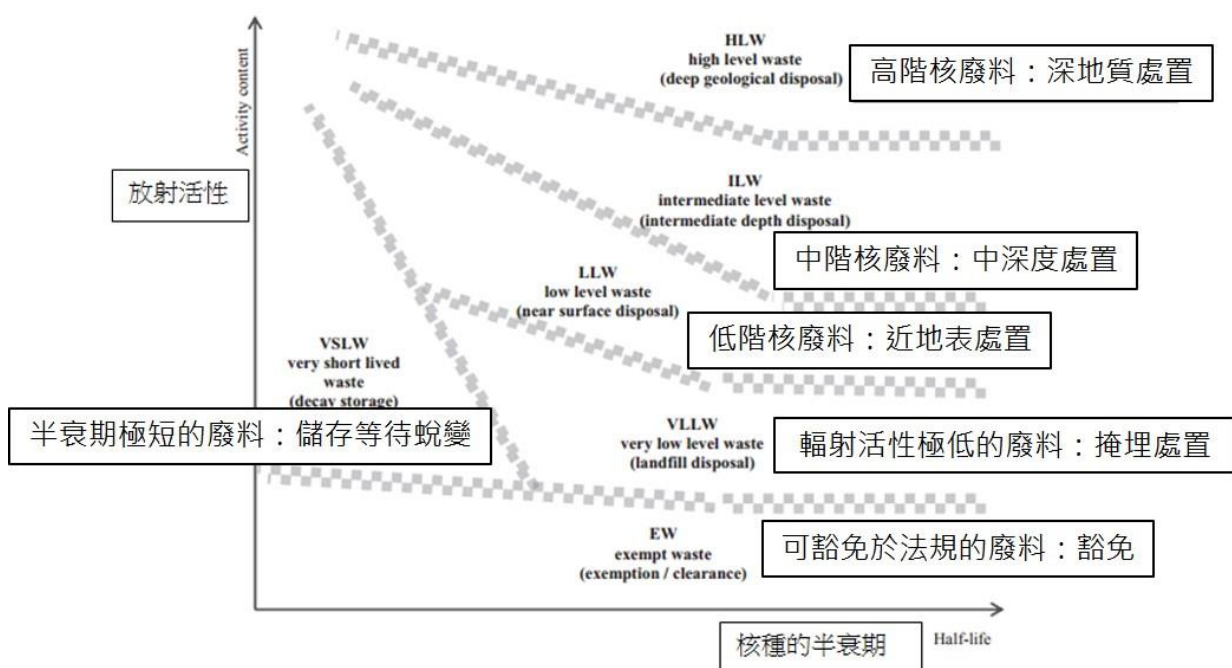 HLW
high level waste
(deep geological disposal)
高階核廢料：深地質處置
Activity content
放射活性
ILW
intermediate level waste
(intermediate depth disposal)
中階核廢料：中深度處置
LLW
low level waste
(near surface disposal)
低階核廢料：近地表處置
VSLW
very short lived
waste
(decay storage)
半衰期極短的廢料：儲存等待蛻變
VLLW
very low level waste
(landfill disposal)
輻射活性極低的廢料：掩埋處置
EW
exempt waste
(exemption / clearance)
可豁免於法規的廢料：豁免
核種的半衰期
Half-life